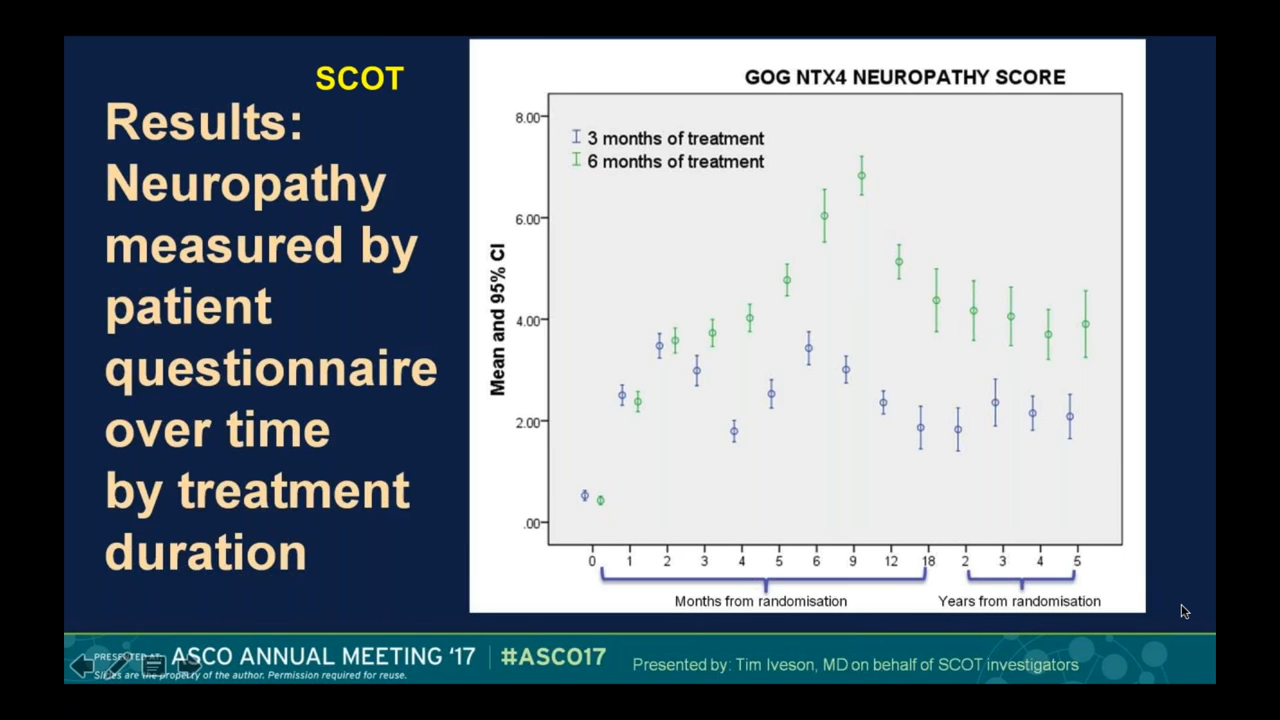 SCOT
Results:
Neuropathy
measured by
patient
questionnaire
over time
by treatment
duration
GOG NTX4 NEUROPATHY SCORE
3 months of treatment
6 months of treatment
Mean and 95% CI
8.00
6.00
4.00
2.00
.00
0 1 2 3 4 5 6 9 12 18 2 3 4 5
Months from randomisation Years from randomisation
PRESENTED AT: ASCO ANNUAL MEETING '17 | #ASCO17
Slides are the property of the author. Permission required for reuse.
Presented by: Tim Iveson, MD on behalf of SCOT investigators